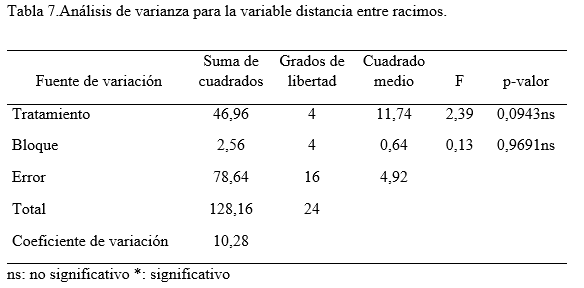 Tabla 7.Análisis de varianza para la variable distancia entre racimos.
Fuente de variación Suma de cuadrados Grados de libertad Cuadrado medio F p-valor
Tratamiento 46,96 4 11,74 2,39 0,0943ns
Bloque 2,56 4 0,64 0,13 0,9691ns
Error 78,64 16 4,92
Total 128,16 24
Coeficiente de variación 10,28
ns: no significativo *: significativo